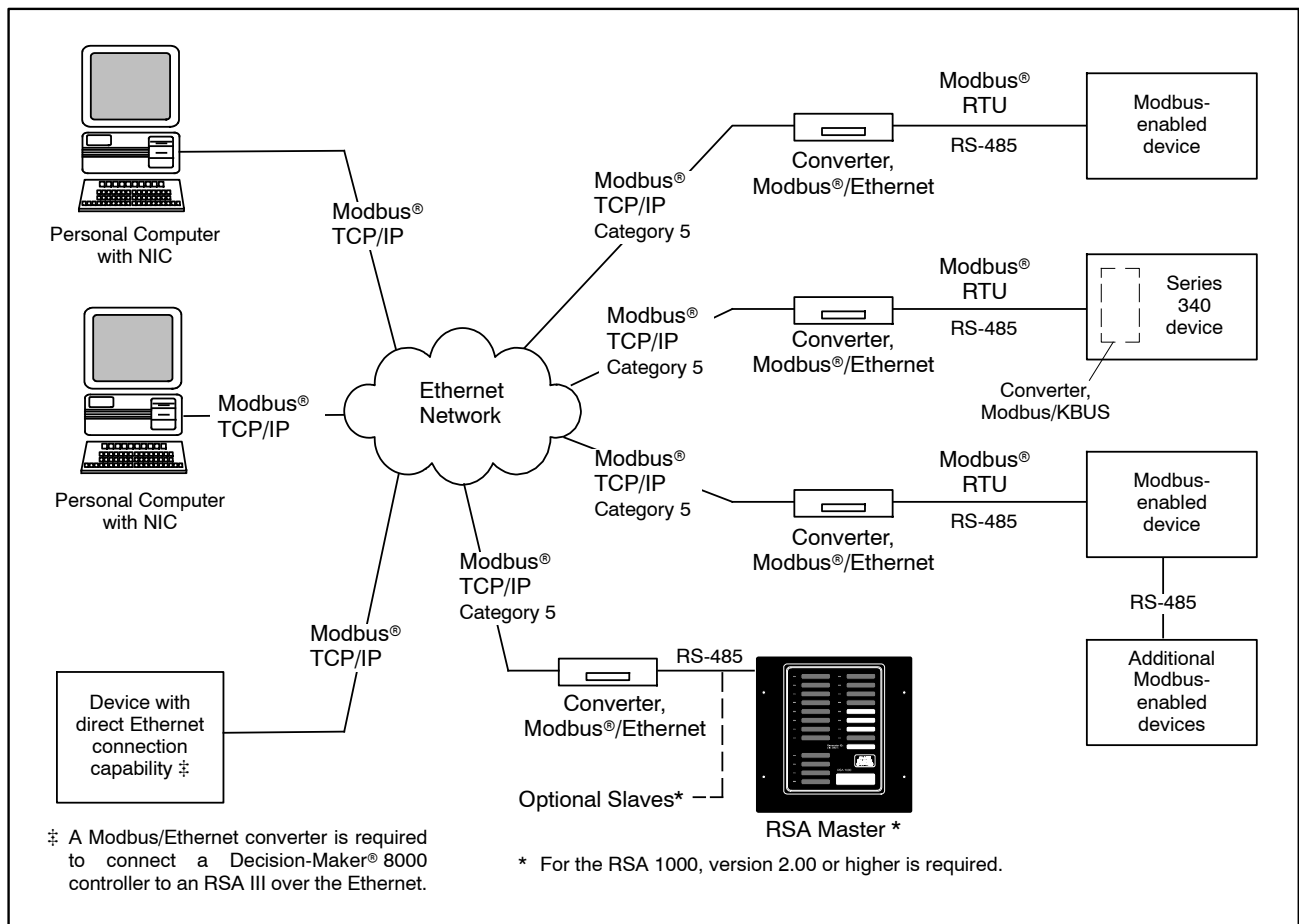 Personal Computer
with NIC
Modbus®
TCP/IP
Personal Computer
with NIC
Modbus®
TCP/IP
Device with
direct Ethernet
connection
capability ‡
Modbus®
TCP/IP
Ethernet
Network
Modbus®
TCP/IP
Category 5
Converter,
Modbus®/Ethernet
Modbus®
RTU
RS-485
Modbus-
enabled
device
Modbus®
TCP/IP
Category 5
Converter,
Modbus®/Ethernet
Modbus®
RTU
RS-485
Series
340
device
Converter,
Modbus/KBUS
Modbus®
TCP/IP
Category 5
Converter,
Modbus®/Ethernet
Modbus®
RTU
RS-485
Modbus-
enabled
device
RS-485
Additional
Modbus-
enabled
devices
Modbus®
TCP/IP
Category 5
Converter,
Modbus®/Ethernet
RS-485
Optional Slaves*
RSA Master *
‡ A Modbus/Ethernet converter is required
to connect a Decision-Maker® 8000
controller to an RSA III over the Ethernet.
* For the RSA 1000, version 2.00 or higher is required.